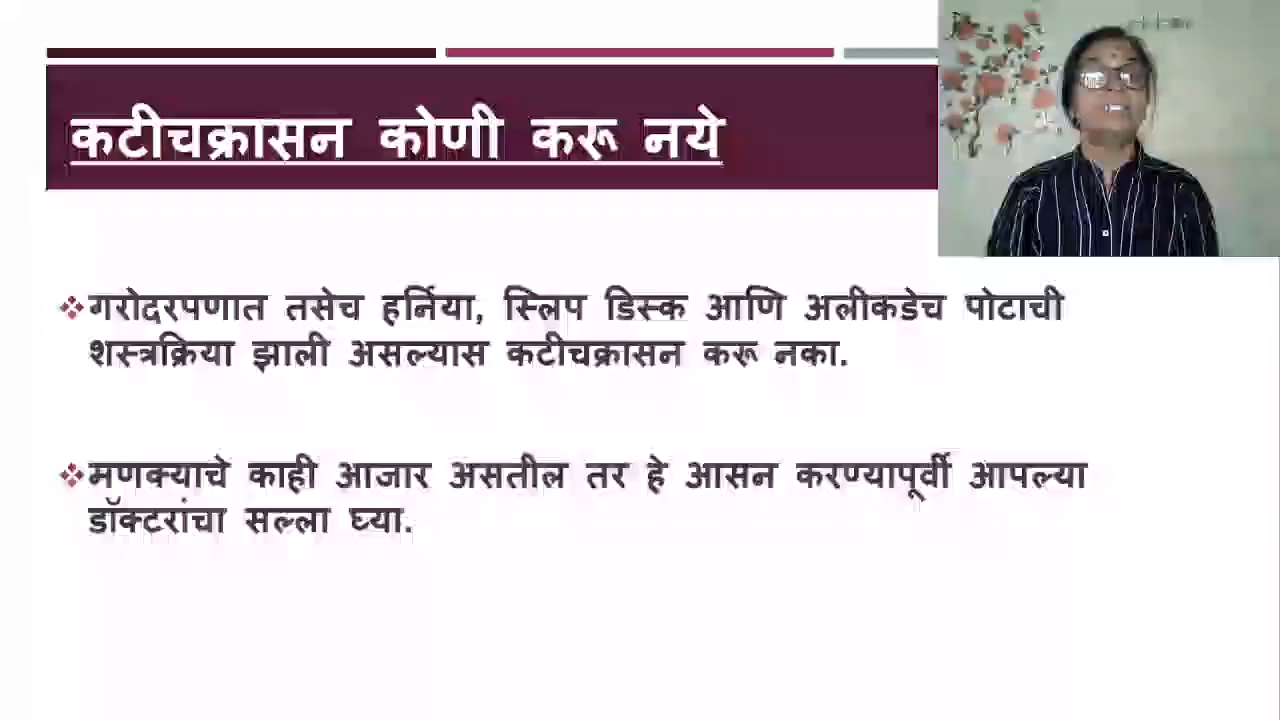 कटीचक्रासन कोणी करू नये
गरोदरपणात तसेच हर्निया, स्लिप डिस्क आणि अलीकडेच पोटाची
शस्त्रक्रिया झाली असल्यास कटीचक्रासन करू नका.
मणक्याचे काही आजार असतील तर हे आसन करण्यापूर्वी आपल्या
डॉक्टरांचा सल्ला घ्या.